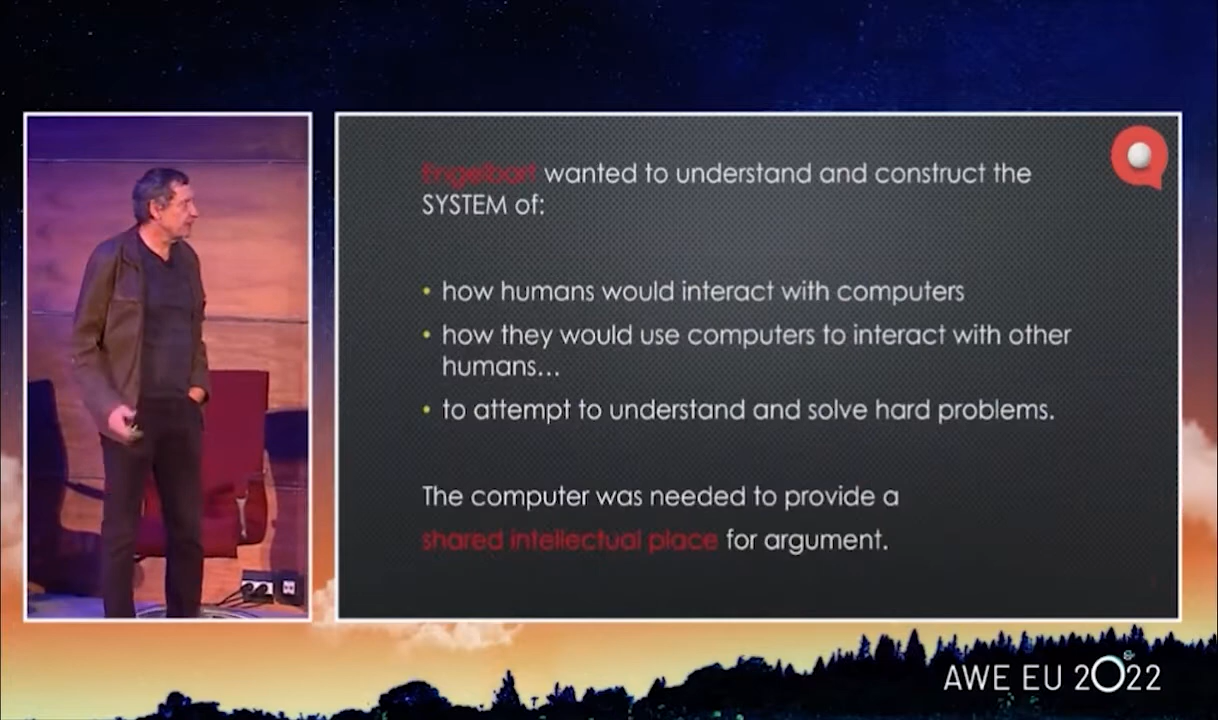 Engelbart wanted to understand and construct the
SYSTEM of:
• how humans would interact with computers
• how they would use computers to interact with other
humans...
• to attempt to understand and solve hard problems.
The computer was needed to provide a
shared intellectual place for argument.
AWE EU 2022